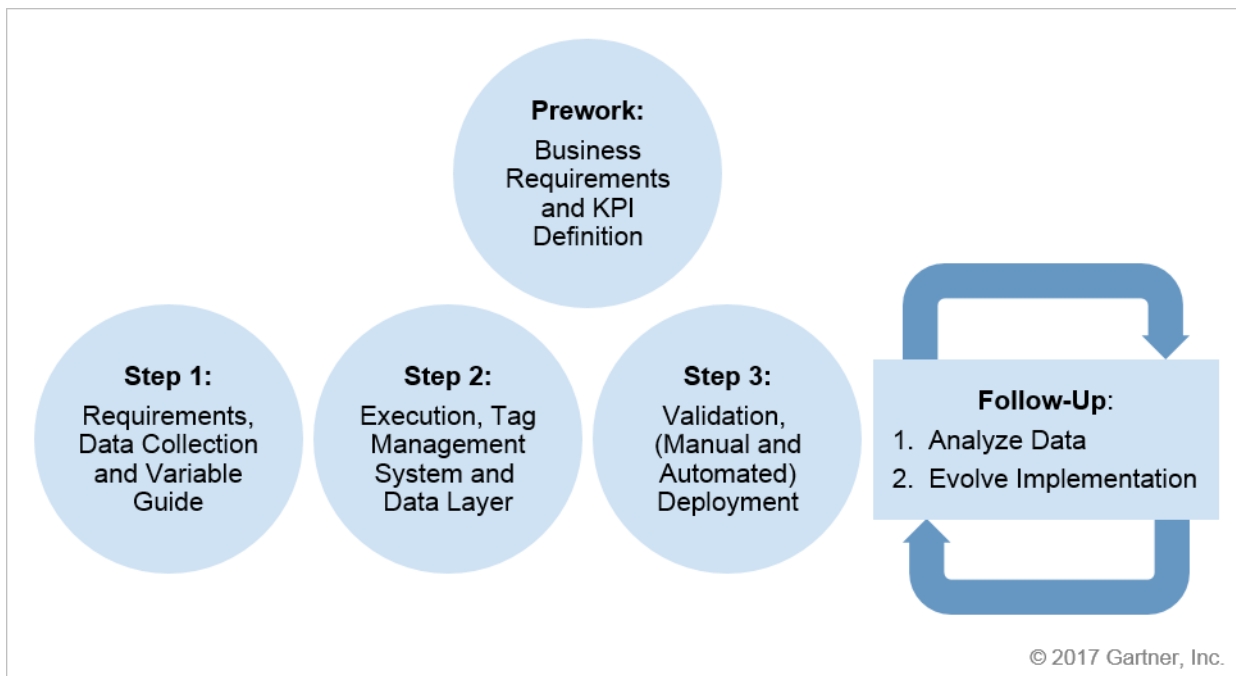 Prework:
Business
Requirements
and KPI
Definition
Step 1:
Requirements,
Data Collection
and Variable
Guide
Step 2:
Execution, Tag
Management
System and
Data Layer
Step 3:
Validation,
(Manual and
Automated)
Deployment
Follow-Up:
1. Analyze Data
2. Evolve Implementation
© 2017 Gartner, Inc.